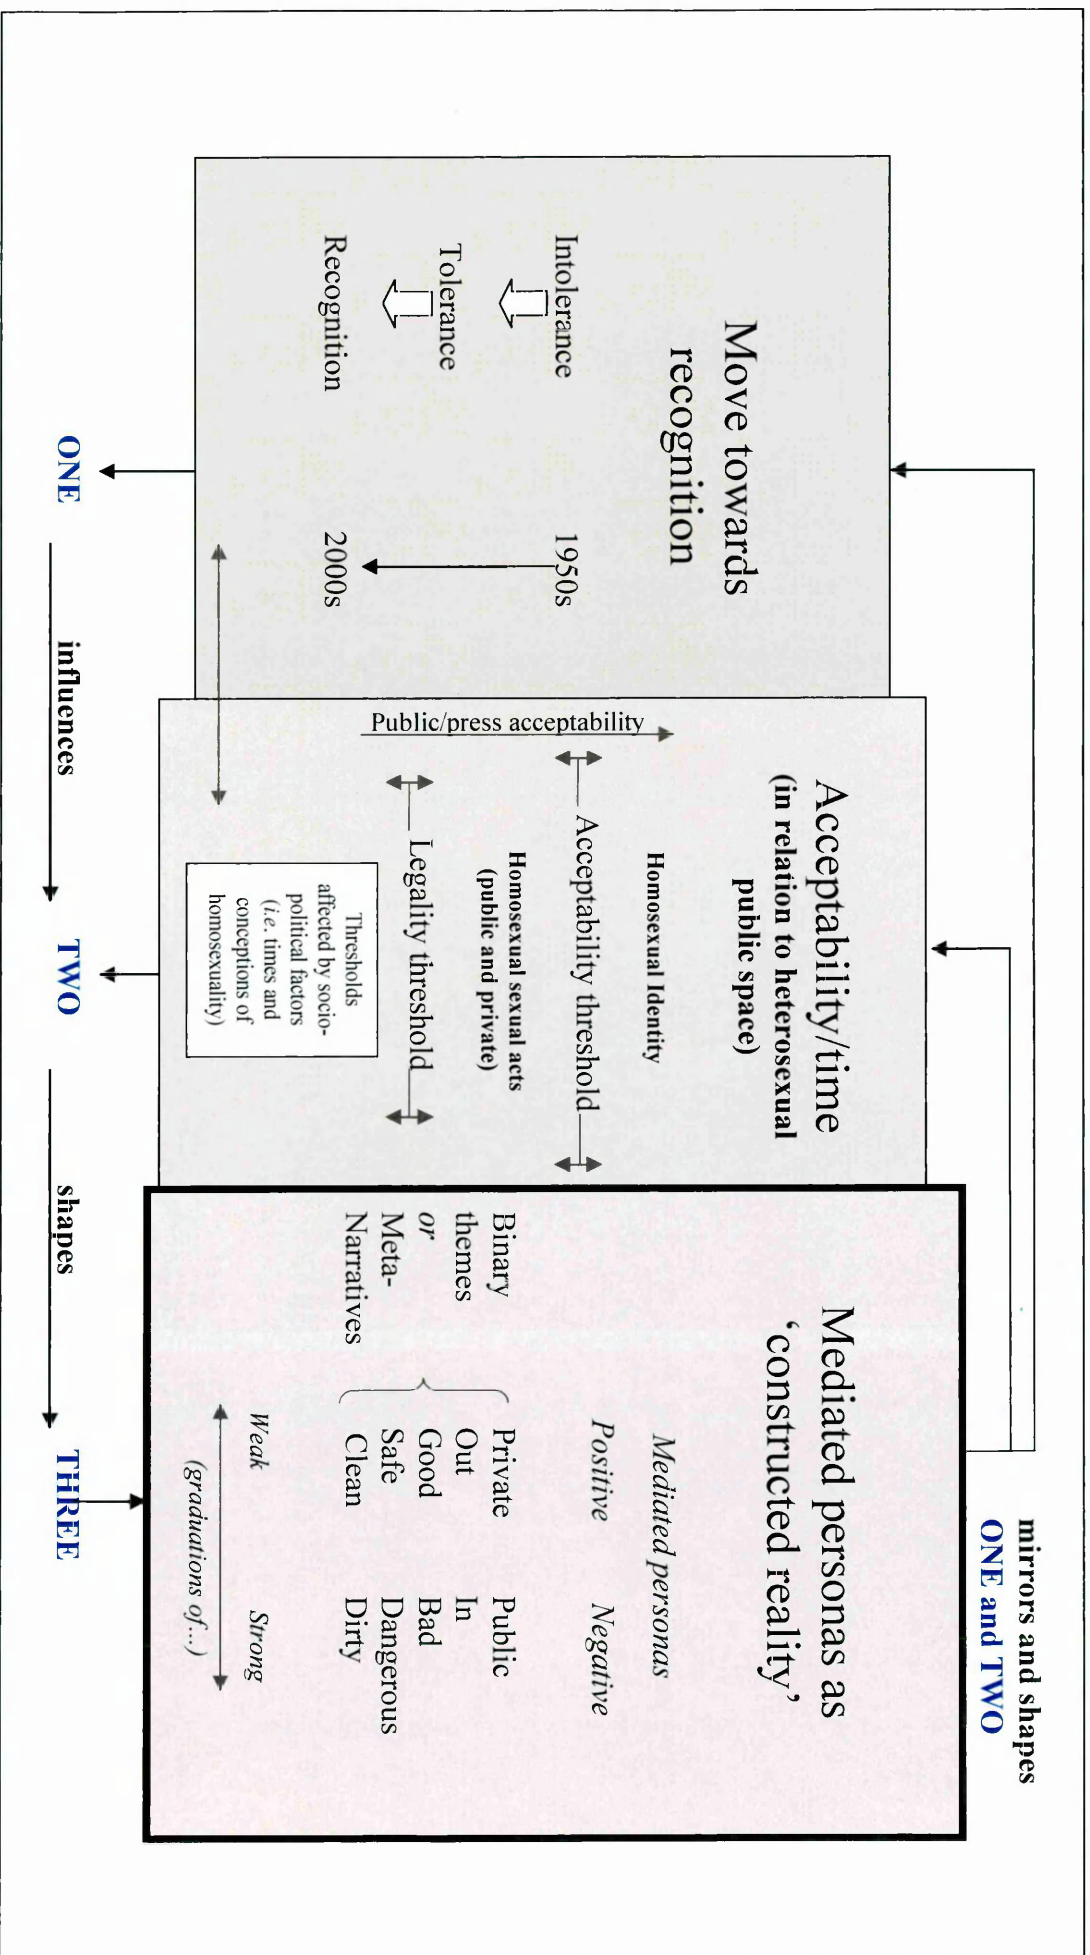 mirrors and shapes
ONE and TWO
Move towards
recognition
Intolerance
Tolerance
Recognition
1950s
2000s
Acceptability/time
(in relation to heterosexual
public space)
Public/press acceptability
Homosexual Identity
Acceptability threshold
Homosexual sexual acts
(public and private)
Legality threshold
Thresholds
affected by socio-
political factors
(i.e. times and
conceptions of
homosexuality)
Mediated personas as
‘constructed reality’
Mediated personas
Positive Negative
Binary
themes
or
Meta-
Narratives
Private Public
Out In
Good Bad
Safe Dangerous
Clean Dirty
Weak Strong
(graduations of...)
ONE influences TWO shapes THREE